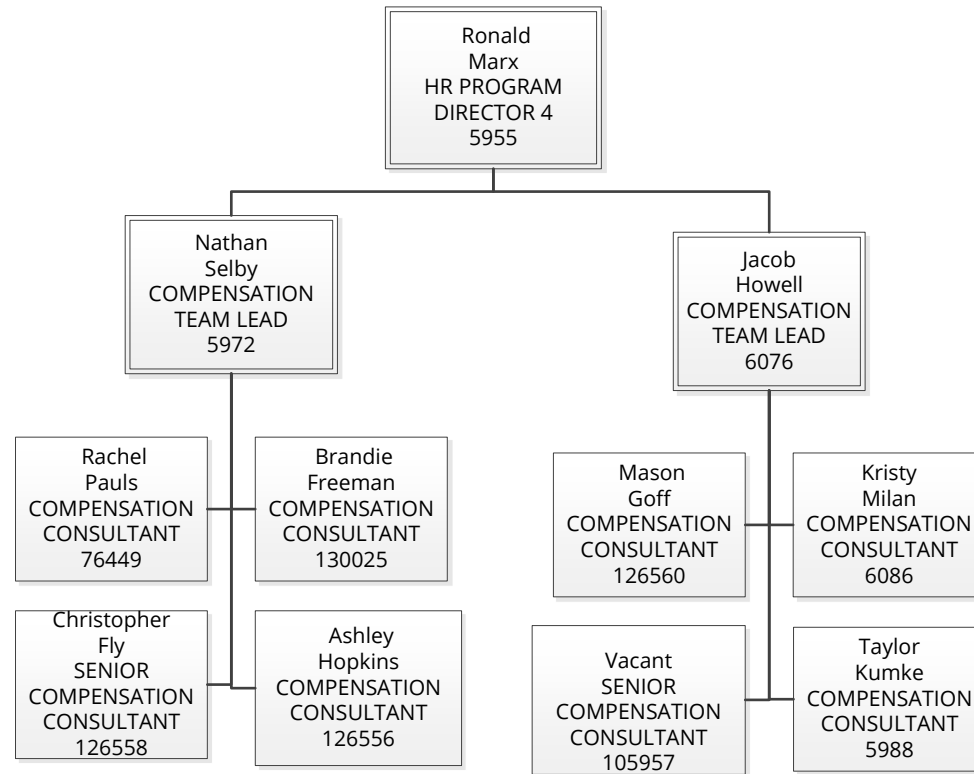 Ronald
Marx
HR PROGRAM
DIRECTOR 4
5955
Nathan
Selby
COMPENSATION
TEAM LEAD
5972
Jacob
Howell
COMPENSATION
TEAM LEAD
6076
Rachel
Pauls
COMPENSATION
CONSULTANT
76449
Brandie
Freeman
COMPENSATION
CONSULTANT
130025
Mason
Goff
COMPENSATION
CONSULTANT
126560
Kristy
Milan
COMPENSATION
CONSULTANT
6086
Christopher
Fly
SENIOR
COMPENSATION
CONSULTANT
126558
Ashley
Hopkins
COMPENSATION
CONSULTANT
126556
Vacant
SENIOR
COMPENSATION
CONSULTANT
105957
Taylor
Kumke
COMPENSATION
CONSULTANT
5988